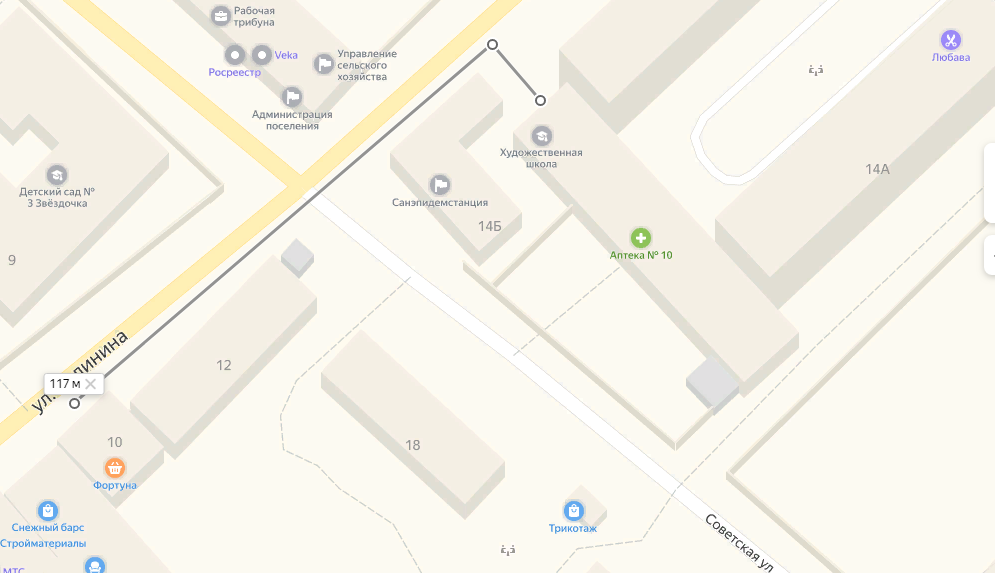 Рабочая
трибуна
Veka
Росреестр
Управление
сельского
хозяйства
Администрация
поселения
Любава
Художественная
школа
14А
Детский сад №
3 Звёздочка
Санэпидемстанция
14Б
Аптека № 10
9
12
117 м
10
18
Фортуна
Снежный барс
Стройматериалы
Трикотаж
Советская ул
МТС